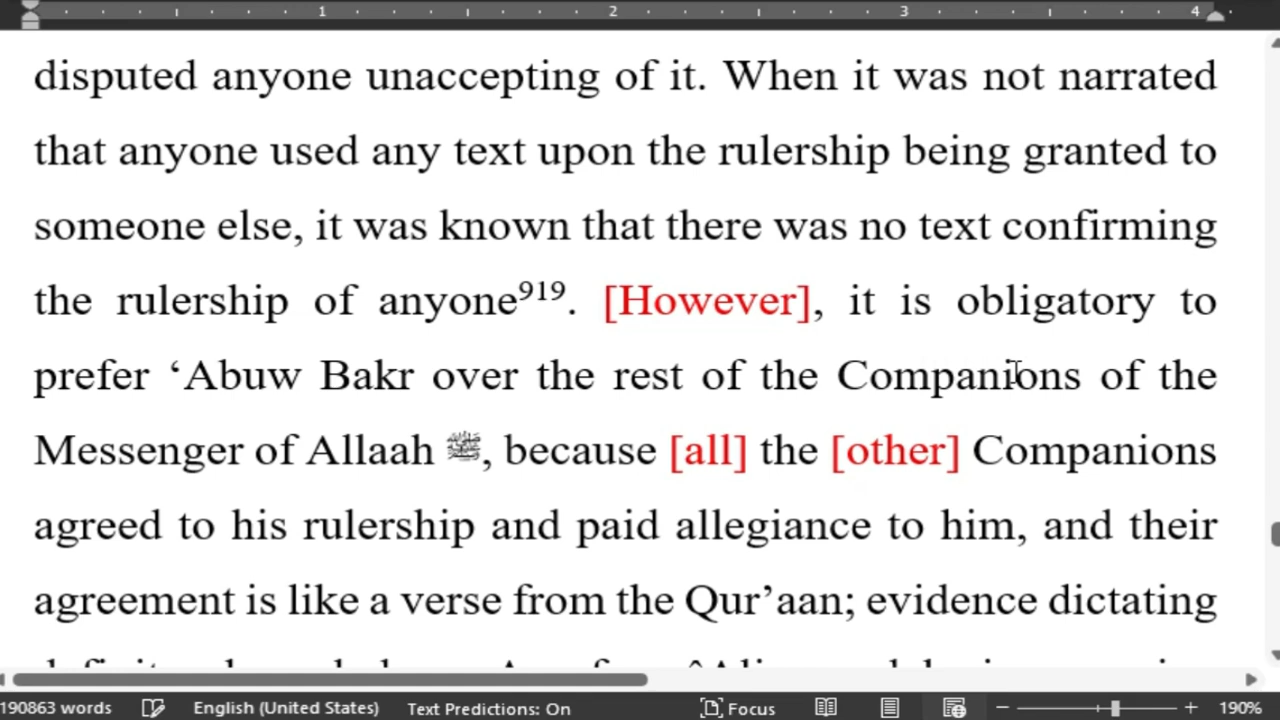 1 2 3 4
disputed anyone unaccepting of it. When it was not narrated
that anyone used any text upon the rulership being granted to
someone else, it was known that there was no text confirming
the rulership of anyone919. [However], it is obligatory to
prefer ‘Abuw Bakr over the rest of the Companions of the
Messenger of Allaah ﷺ, because [all] the [other] Companions
agreed to his rulership and paid allegiance to him, and their
agreement is like a verse from the Qur’aan; evidence dictating
190863 words English (United States) Text Predictions: On Focus 190%